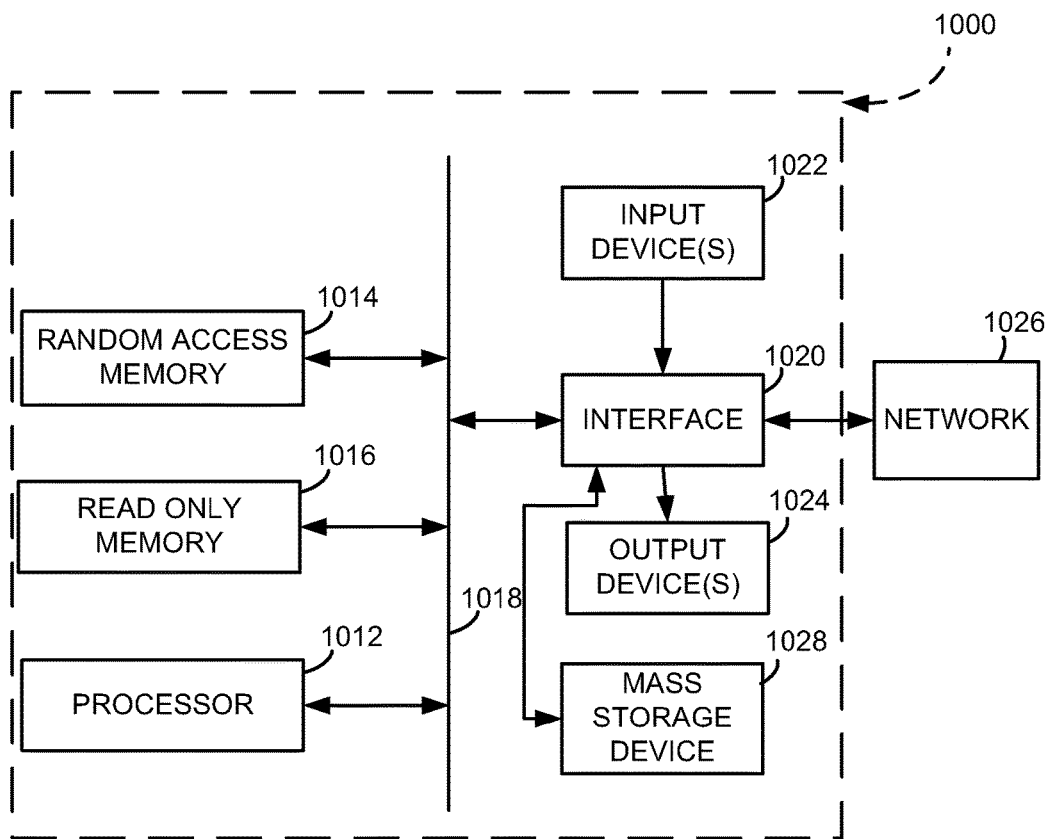 1000
1022
INPUT
DEVICE(S)
1014
RANDOM ACCESS
MEMORY
1020
INTERFACE
1026
NETWORK
1016
READ ONLY
MEMORY
1024
OUTPUT
DEVICE(S)
1018
1012
PROCESSOR
1028
MASS
STORAGE
DEVICE